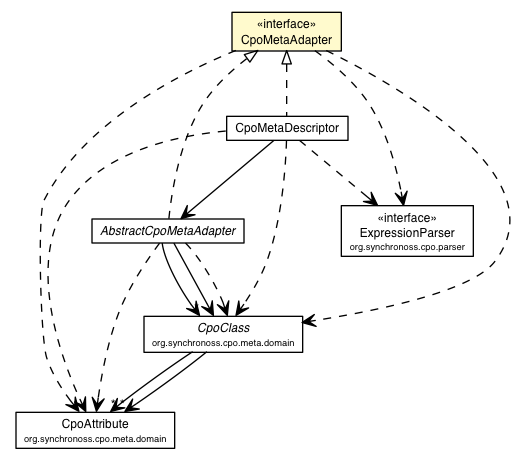 «interface»
CpoMetaAdapter
CpoMetaDescriptor
AbstractCpoMetaAdapter
«interface»
ExpressionParser
org.synchronoss.cpo.parser
CpoClass
org.synchronoss.cpo.meta.domain
CpoAttribute
org.synchronoss.cpo.meta.domain